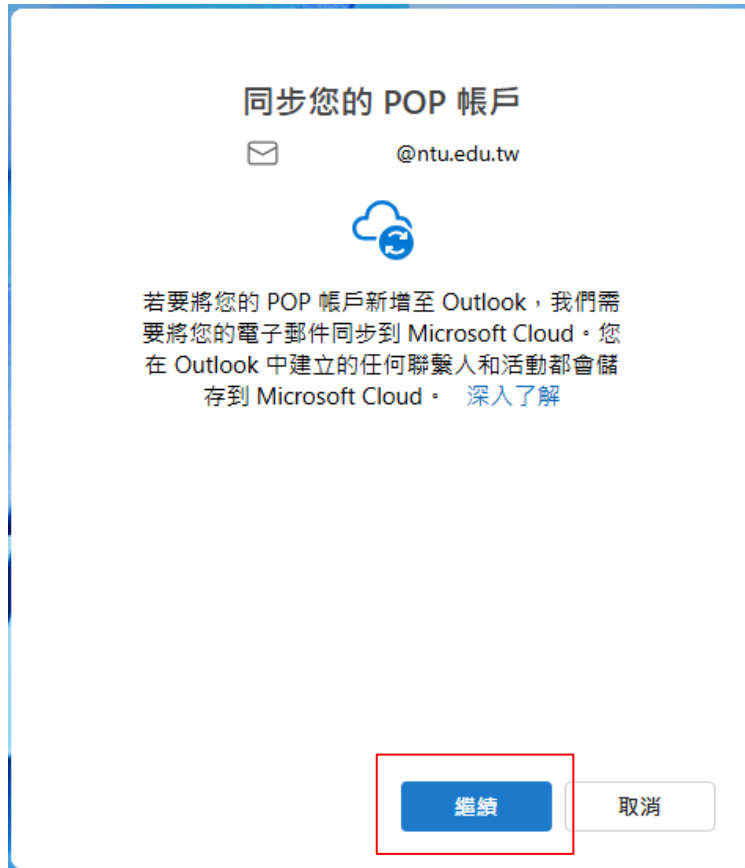 同步您的 POP 帳戶
@ntu.edu.tw
若要將您的 POP 帳戶新增至 Outlook，我們需
要將您的電子郵件同步到 Microsoft Cloud。您
在 Outlook 中建立的任何聯繫人和活動都會儲
存到 Microsoft Cloud。 深入了解
繼續 取消